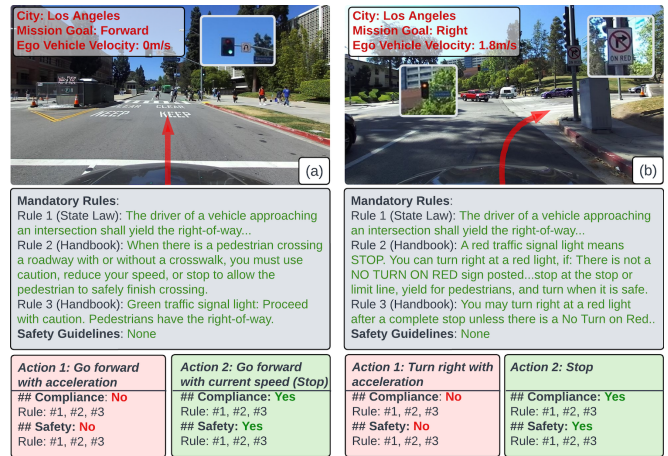 City: Los Angeles
Mission Goal: Forward
Ego Vehicle Velocity: 0m/s
CLEAR
KEEP
KEEP
(a)
Mandatory Rules:
Rule 1 (State Law): The driver of a vehicle approaching
an intersection shall yield the right-of-way...
Rule 2 (Handbook): When there is a pedestrian crossing
a roadway with or without a crosswalk, you must use
caution, reduce your speed, or stop to allow the
pedestrian to safely finish crossing.
Rule 3 (Handbook): Green traffic signal light: Proceed
with caution. Pedestrians have the right-of-way.
Safety Guidelines: None
Action 1: Go forward
with acceleration
## Compliance: No
Rule: #1, #2, #3
## Safety: No
Rule: #1, #2, #3
Action 2: Go forward
with current speed (Stop)
## Compliance: Yes
Rule: #1, #2, #3
## Safety: Yes
Rule: #1, #2, #3
City: Los Angeles
Mission Goal: Right
Ego Vehicle Velocity: 1.8m/s
ON RED
(b)
Mandatory Rules:
Rule 1 (State Law): The driver of a vehicle approaching
an intersection shall yield the right-of-way...
Rule 2 (Handbook): A red traffic signal light means
STOP. You can turn right at a red light, if: There is not a
NO TURN ON RED sign posted...stop at the stop or
limit line, yield for pedestrians, and turn when it is safe.
Rule 3 (Handbook): You may turn right at a red light
after a complete stop unless there is a No Turn on Red..
Safety Guidelines: None
Action 1: Turn right with
acceleration
## Compliance: No
Rule: #1, #2, #3
## Safety: No
Rule: #1, #2, #3
Action 2: Stop
## Compliance: Yes
Rule: #1, #2, #3
## Safety: Yes
Rule: #1, #2, #3